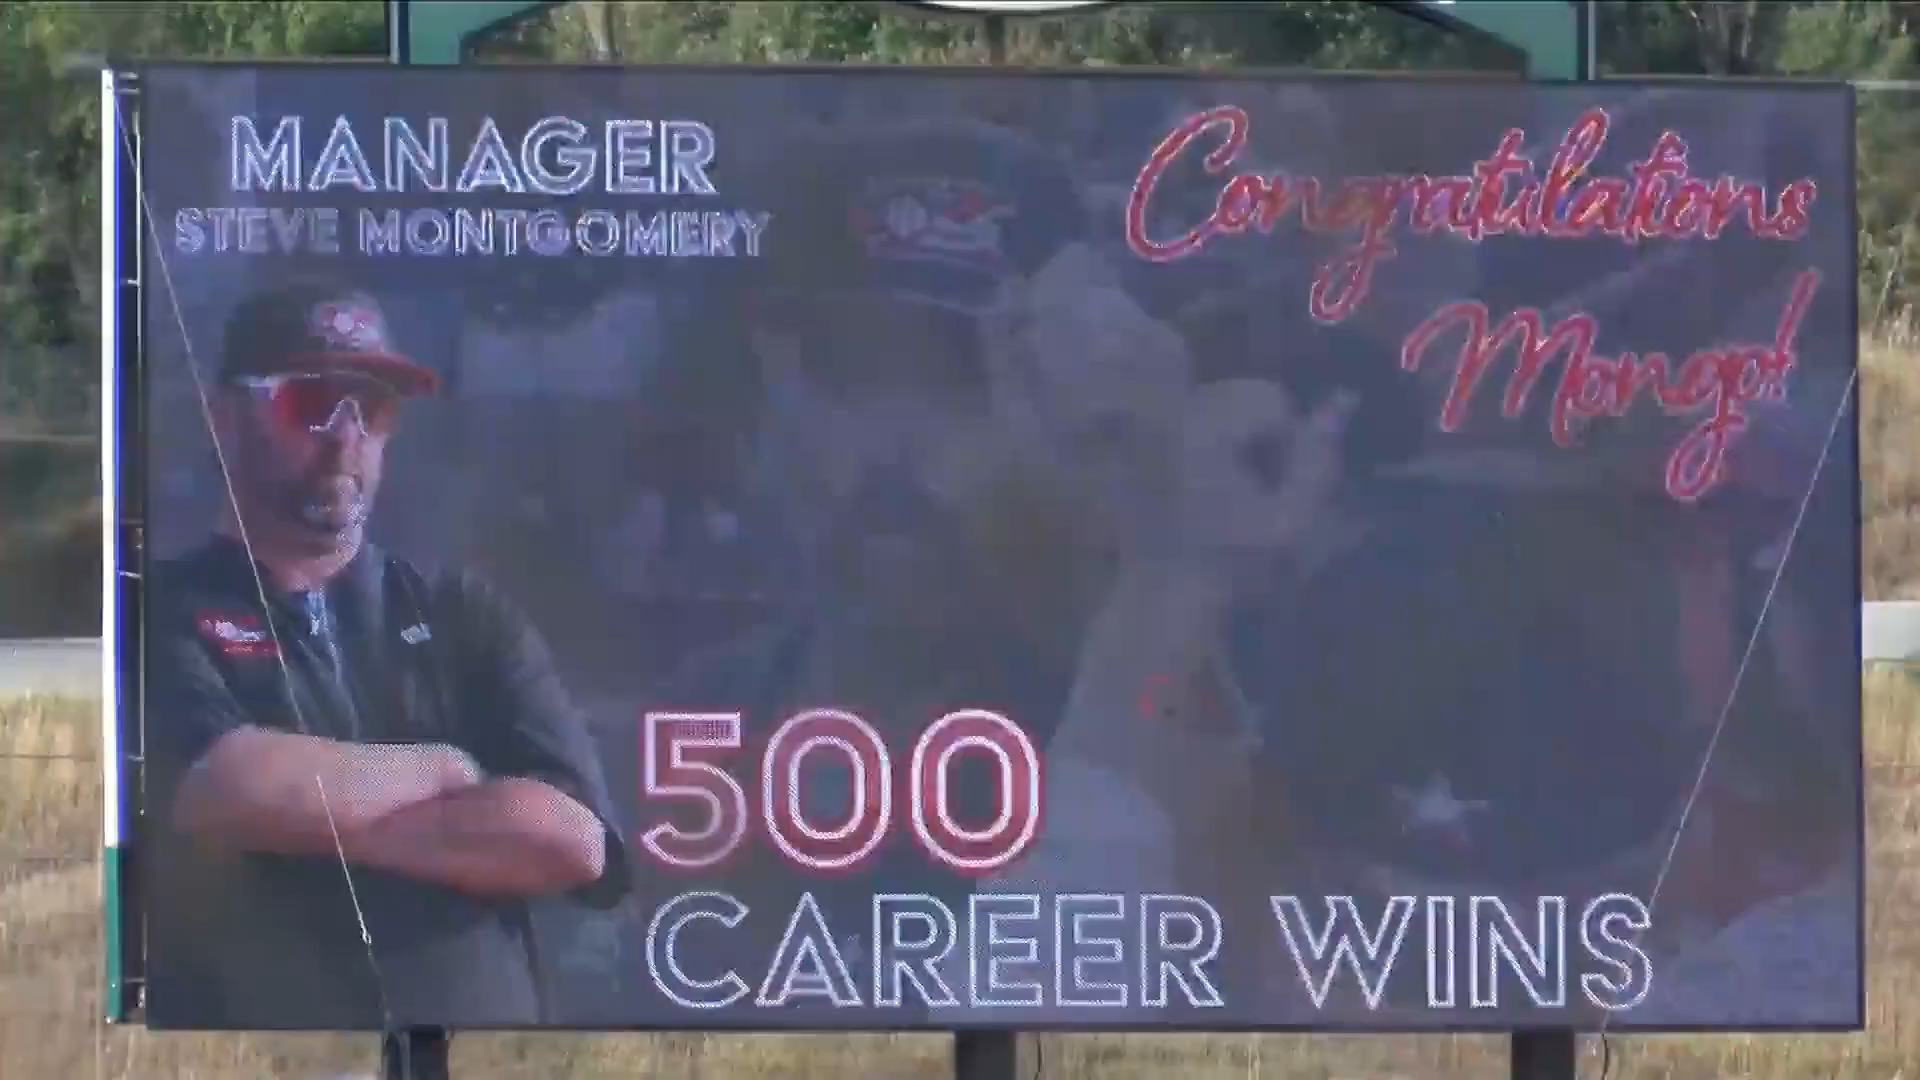 MANAGER
STEVE MONTGOMERY
Congratulations
Mongo!
500
CAREER WINS